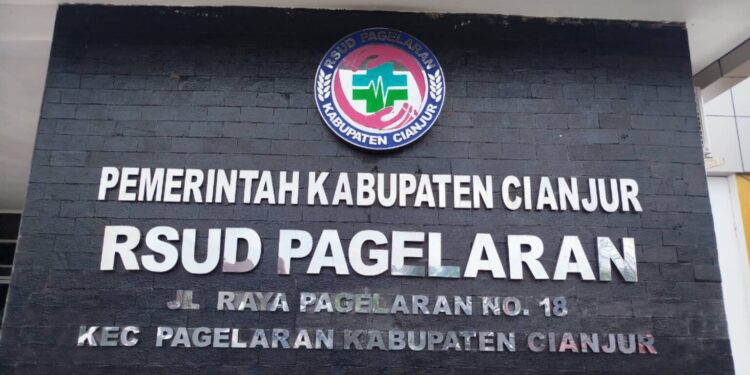 RSUD PAGELARAN
KABUPATEN CIANJUR
PEMERINTAH KABUPATEN CIANJUR
RSUD PAGELARAN
JL RAYA PAGELARAN NO. 18
KEC PAGELARAN KABUPATEN CIANJUR